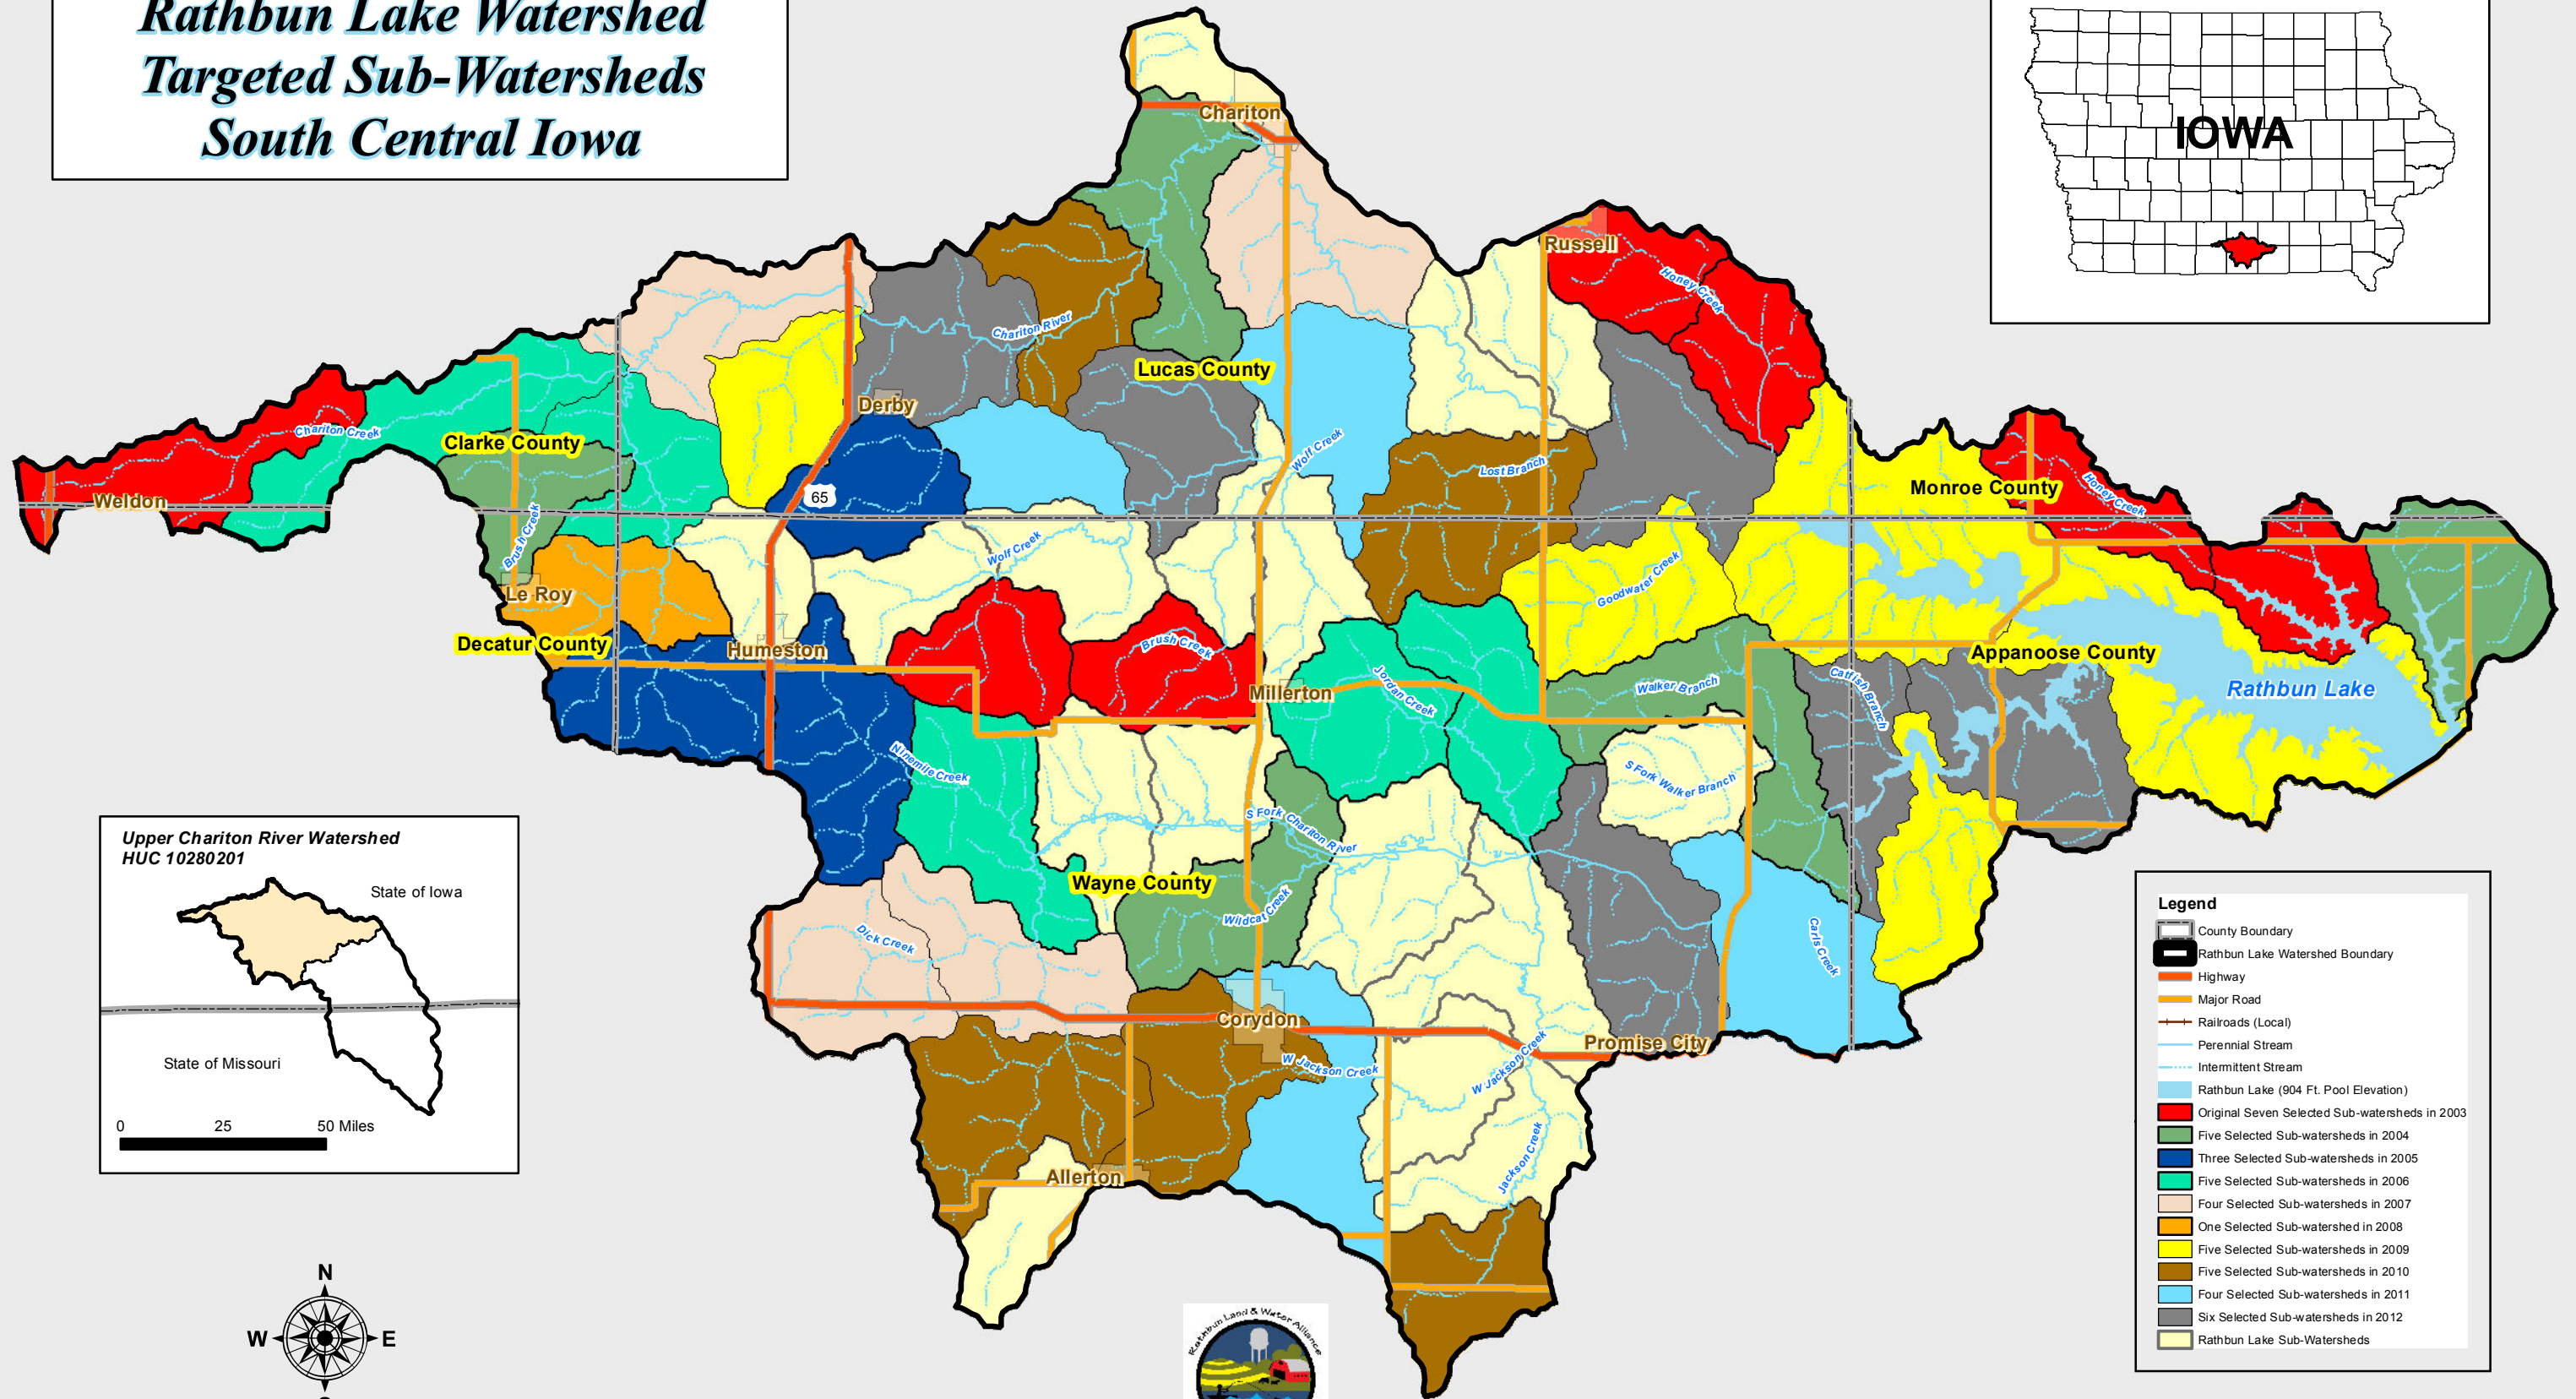 Rathbun Lake Watershed
Targeted Sub-Watersheds
South Central Iowa
IOWA
Chariton
Russell
Honey Creek
Chariton River
Lucas County
Derby
Chariton Creek
Clarke County
Weldon
65
Wolf Creek
Lost Branch
Monroe County
Honey Creek
Brush Creek
Wolf Creek
Goodwater Creek
Le Roy
Decatur County
Humeston
Brush Creek
Appanoose County
Millerton
Jordan Creek
Walker Branch
Catfish Branch
Rathbun Lake
Ninemile Creek
S Fork Walker Branch
S Fork Chariton River
Wayne County
Wildcat Creek
Dick Creek
Carls Creek
Corydon
Promise City
W Jackson Creek
W Jackson Creek
Jackson Creek
Allerton
Upper Chariton River Watershed
HUC 10280201
State of Iowa
State of Missouri
0 25 50 Miles
N
W E
Rathbun Land & Water Alliance
Legend
County Boundary
Rathbun Lake Watershed Boundary
Highway
Major Road
Railroads (Local)
Perennial Stream
Intermittent Stream
Rathbun Lake (904 Ft. Pool Elevation)
Original Seven Selected Sub-watersheds in 2003
Five Selected Sub-watersheds in 2004
Three Selected Sub-watersheds in 2005
Five Selected Sub-watersheds in 2006
Four Selected Sub-watersheds in 2007
One Selected Sub-watershed in 2008
Five Selected Sub-watersheds in 2009
Five Selected Sub-watersheds in 2010
Four Selected Sub-watersheds in 2011
Six Selected Sub-watersheds in 2012
Rathbun Lake Sub-Watersheds